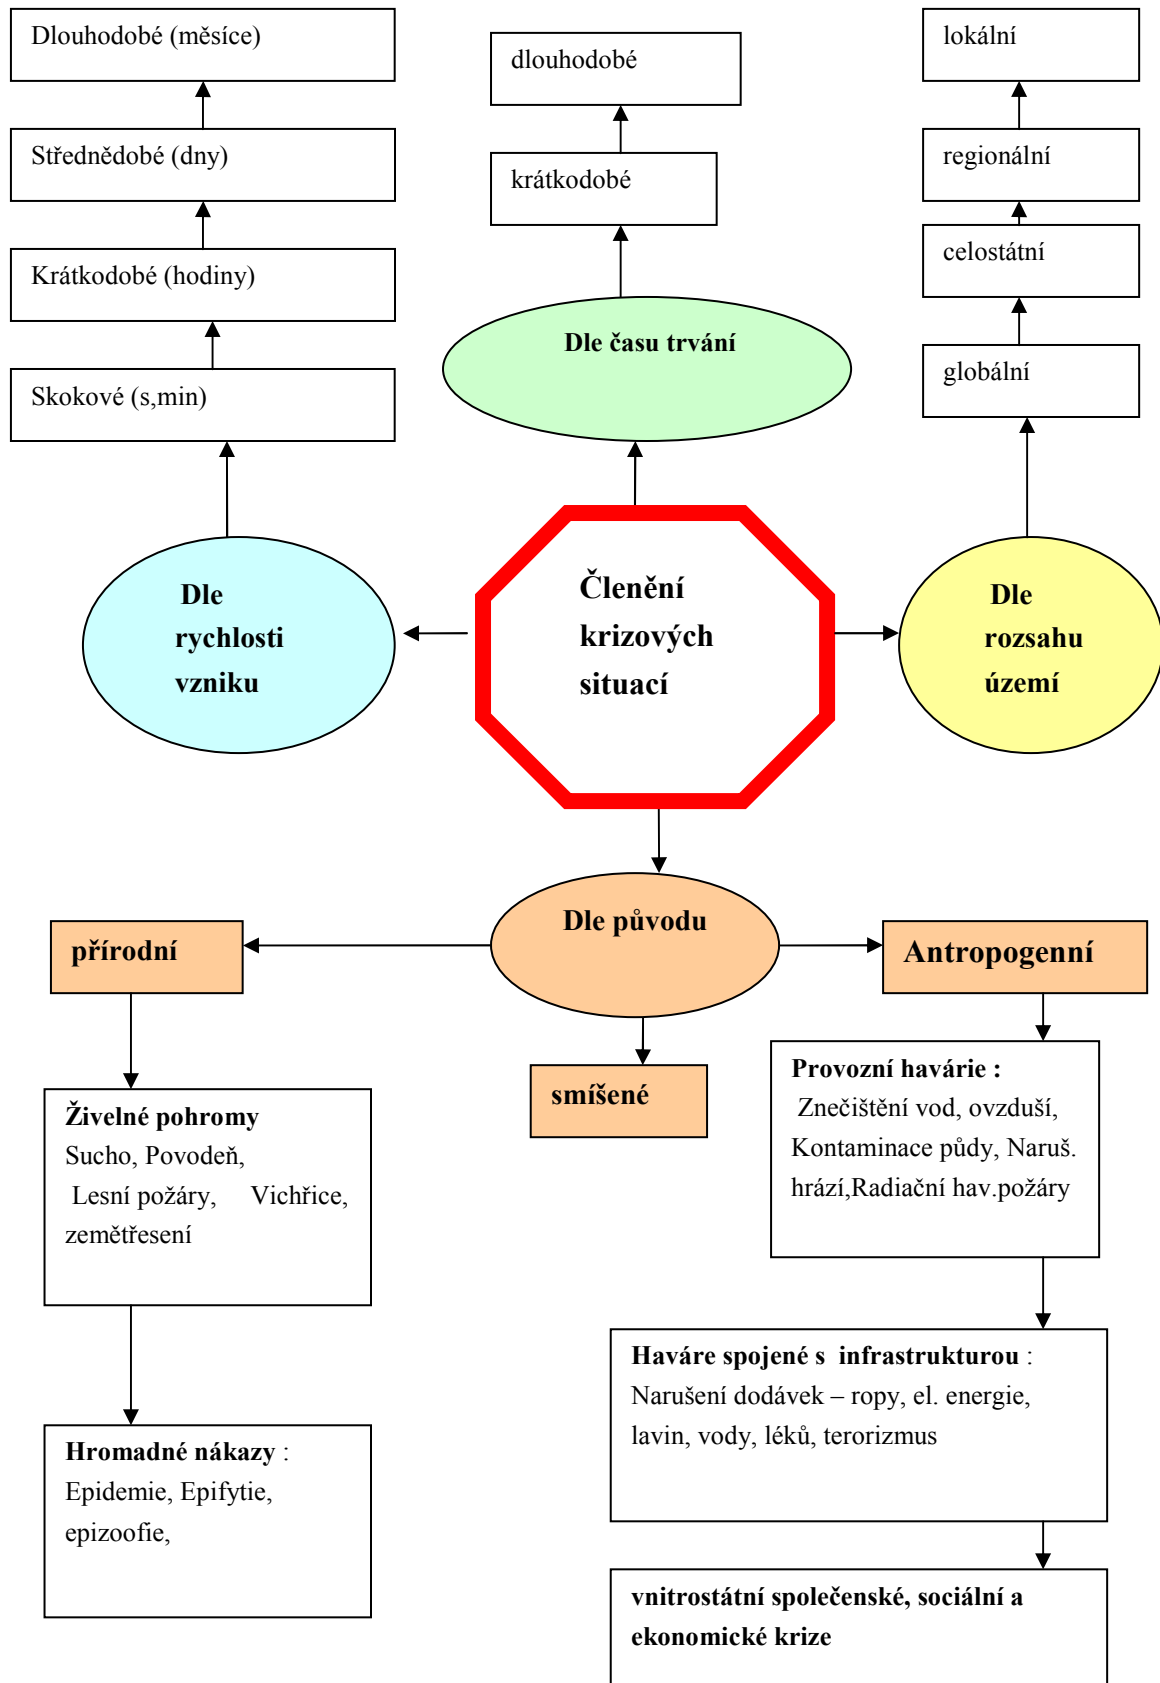 Dlouhodobé (měsíce)
Střednědobé (dny)
Krátkodobé (hodiny)
Skokové (s,min)
dlouhodobé
krátkodobé
Dle času trvání
lokální
regionální
celostátní
globální
Dle
rychlosti
vzniku
Členění
krizových
situací
Dle
rozsahu
území
Dle původu
přírodní
Antropogenní
smíšené
Živelné pohromy
Sucho, Povodeň,
Lesní požáry, Vichřice,
zemětřesení
Provozní havárie :
Znečištění vod, ovzduší,
Kontaminace půdy, Naruš.
hrází,Radiační hav.požáry
Hromadné nákazy :
Epidemie, Epifytie,
epizoofie,
Haváre spojené s infrastrukturou :
Narušení dodávek – ropy, el. energie,
lavin, vody, léků, terorizmus
vnitrostátní společenské, sociální a
ekonomické krize